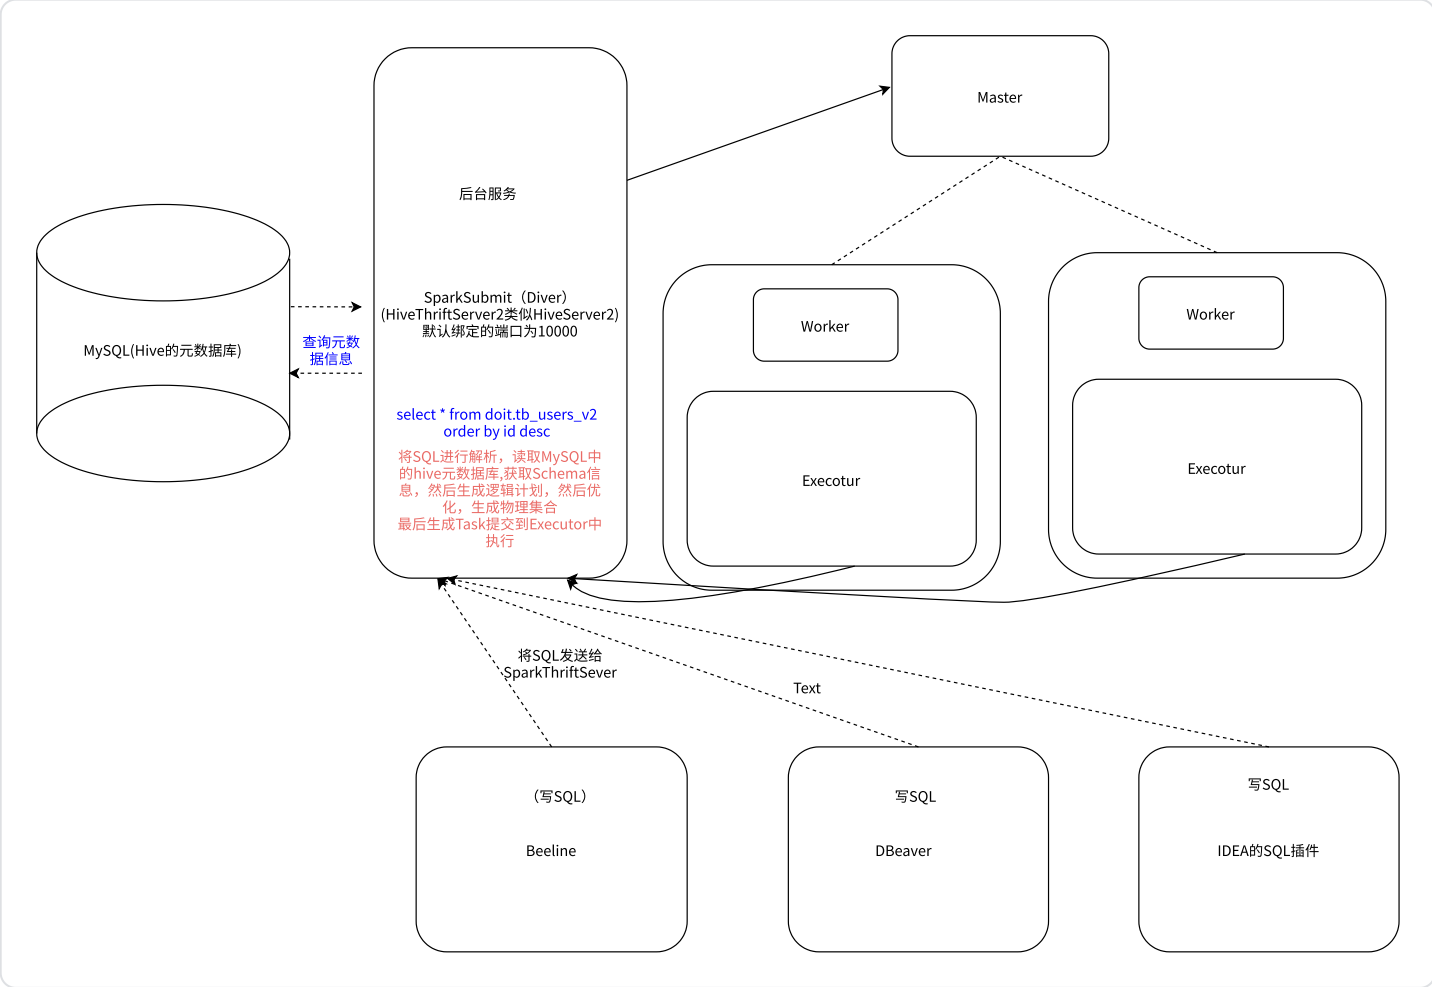 Master
后台服务
SparkSubmit（Diver）
(HiveThriftServer2类似HiveServer2)
默认绑定的端口为10000
Worker
Worker
MySQL(Hive的元数据库)
查询元数
据信息
select * from doit.tb_users_v2
order by id desc
将SQL进行解析，读取MySQL中
的hive元数据库,获取Schema信
息，然后生成逻辑计划，然后优
化，生成物理集合
最后生成Task提交到Executor中
执行
Execotur
Execotur
将SQL发送给
SparkThriftSever
Text
（写SQL）
Beeline
写SQL
DBeaver
写SQL
IDEA的SQL插件